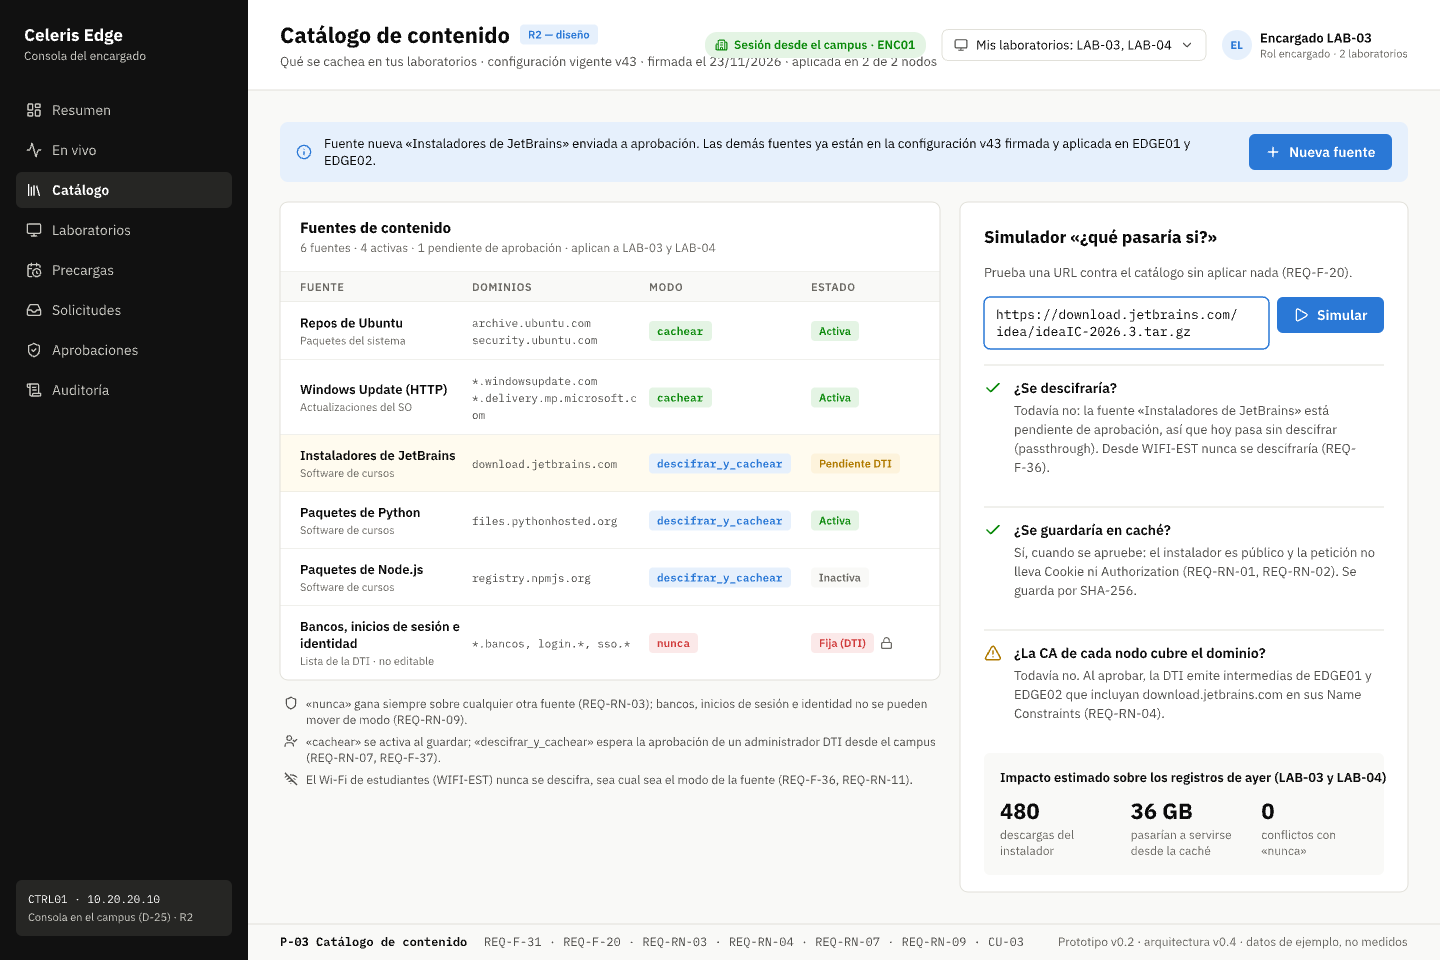 Celeris Edge
Consola del encargado
Resumen
En vivo
Catálogo
Laboratorios
Precargas
Solicitudes
Aprobaciones
Auditoría
CTRL01 · 10.20.20.10
Consola en el campus (D-25) · R2
Catálogo de contenido
R2 — diseño
Qué se cachea en tus laboratorios · configuración vigente v43 · firmada el 23/11/2026 · aplicada en 2 de 2 nodos
Sesión desde el campus · ENC01
Mis laboratorios: LAB-03, LAB-04
EL
Encargado LAB-03
Rol encargado · 2 laboratorios
Fuente nueva «Instaladores de JetBrains» enviada a aprobación. Las demás fuentes ya están en la configuración v43 firmada y aplicada en EDGE01 y
EDGE02.
Nueva fuente
Fuentes de contenido
6 fuentes · 4 activas · 1 pendiente de aprobación · aplican a LAB-03 y LAB-04
FUENTE DOMINIOS MODO ESTADO
Repos de Ubuntu
Paquetes del sistema
archive.ubuntu.com
security.ubuntu.com
cachear
Activa
Windows Update (HTTP)
Actualizaciones del SO
*.windowsupdate.com
*.delivery.mp.microsoft.c
om
cachear
Activa
Instaladores de JetBrains
Software de cursos
download.jetbrains.com
descifrar_y_cachear
Pendiente DTI
Paquetes de Python
Software de cursos
files.pythonhosted.org
descifrar_y_cachear
Activa
Paquetes de Node.js
Software de cursos
registry.npmjs.org
descifrar_y_cachear
Inactiva
Bancos, inicios de sesión e
identidad
Lista de la DTI · no editable
*.bancos, login.*, sso.*
nunca
Fija (DTI)
«nunca» gana siempre sobre cualquier otra fuente (REQ-RN-03); bancos, inicios de sesión e identidad no se pueden
mover de modo (REQ-RN-09).
«cachear» se activa al guardar; «descifrar_y_cachear» espera la aprobación de un administrador DTI desde el campus
(REQ-RN-07, REQ-F-37).
El Wi-Fi de estudiantes (WIFI-EST) nunca se descifra, sea cual sea el modo de la fuente (REQ-F-36, REQ-RN-11).
Simulador «¿qué pasaría si?»
Prueba una URL contra el catálogo sin aplicar nada (REQ-F-20).
https://download.jetbrains.com/
idea/ideaIC-2026.3.tar.gz
Simular
¿Se descifraría?
Todavía no: la fuente «Instaladores de JetBrains» está
pendiente de aprobación, así que hoy pasa sin descifrar
(passthrough). Desde WIFI-EST nunca se descifraría (REQ-
F-36).
¿Se guardaría en caché?
Sí, cuando se apruebe: el instalador es público y la petición no
lleva Cookie ni Authorization (REQ-RN-01, REQ-RN-02). Se
guarda por SHA-256.
¿La CA de cada nodo cubre el dominio?
Todavía no. Al aprobar, la DTI emite intermedias de EDGE01 y
EDGE02 que incluyan download.jetbrains.com en sus Name
Constraints (REQ-RN-04).
Impacto estimado sobre los registros de ayer (LAB-03 y LAB-04)
480
descargas del
instalador
36 GB
pasarían a servirse
desde la caché
0
conflictos con
«nunca»
P-03 Catálogo de contenido REQ-F-31 · REQ-F-20 · REQ-RN-03 · REQ-RN-04 · REQ-RN-07 · REQ-RN-09 · CU-03
Prototipo v0.2 · arquitectura v0.4 · datos de ejemplo, no medidos